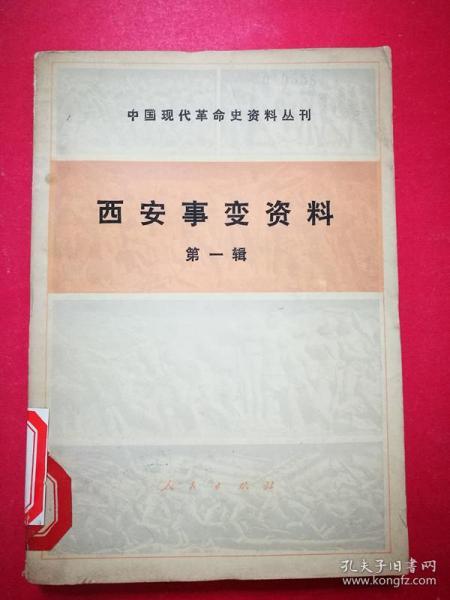 中国现代革命史资料丛刊
西安事变资料
第一辑
人民出版社
孔夫子旧书网
www.kongfz.com